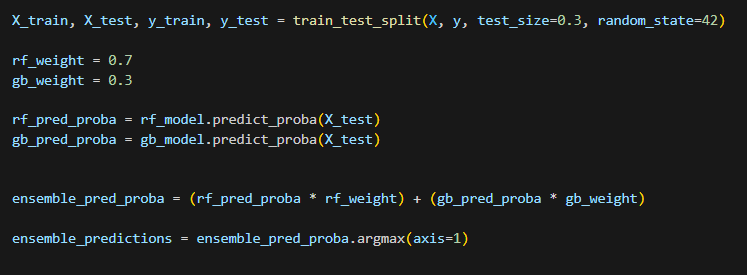 X_train, X_test, y_train, y_test = train_test_split(X, y, test_size=0.3, random_state=42)
rf_weight = 0.7
gb_weight = 0.3
rf_pred_proba = rf_model.predict_proba(X_test)
gb_pred_proba = gb_model.predict_proba(X_test)
ensemble_pred_proba = (rf_pred_proba * rf_weight) + (gb_pred_proba * gb_weight)
ensemble_predictions = ensemble_pred_proba.argmax(axis=1)